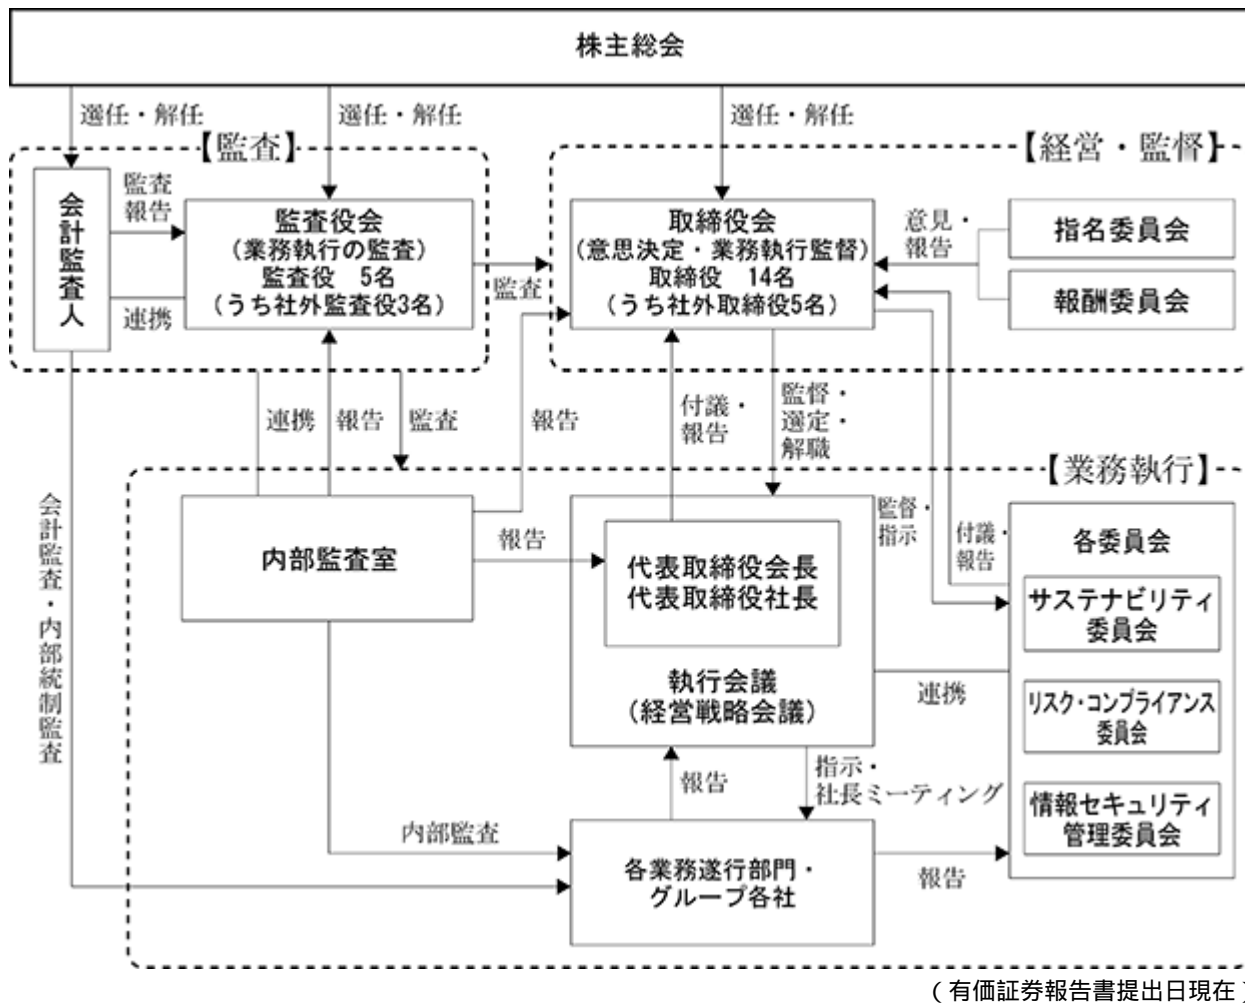 株主総会
選任・解任
選任・解任
選任・解任
【監査】
【経営・監督】
会計監査人
監査
報告
連携
監査役会
(業務執行の監査)
監査役 5名
(うち社外監査役3名)
監査
取締役会
(意思決定・業務執行監督)
取締役 14名
(うち社外取締役5名)
意見・
報告
指名委員会
報酬委員会
連携
報告
監査
報告
付議・
報告
監督・
選定・
解職
【業務執行】
会計監査・内部統制監査
内部監査室
報告
代表取締役会長
代表取締役社長
執行会議
(経営戦略会議)
監督・
指示
付議・
報告
各委員会
サステナビリティ
委員会
連携
リスク・コンプライアンス
委員会
報告
指示・
社長ミーティング
情報セキュリティ
管理委員会
内部監査
各業務遂行部門・
グループ各社
報告
(有価証券報告書提出日現在)